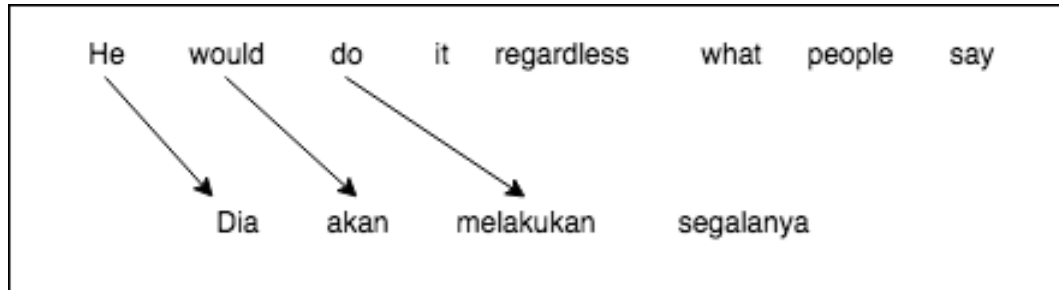 He would do it regardless what people say
Dia akan melakukan segalanya